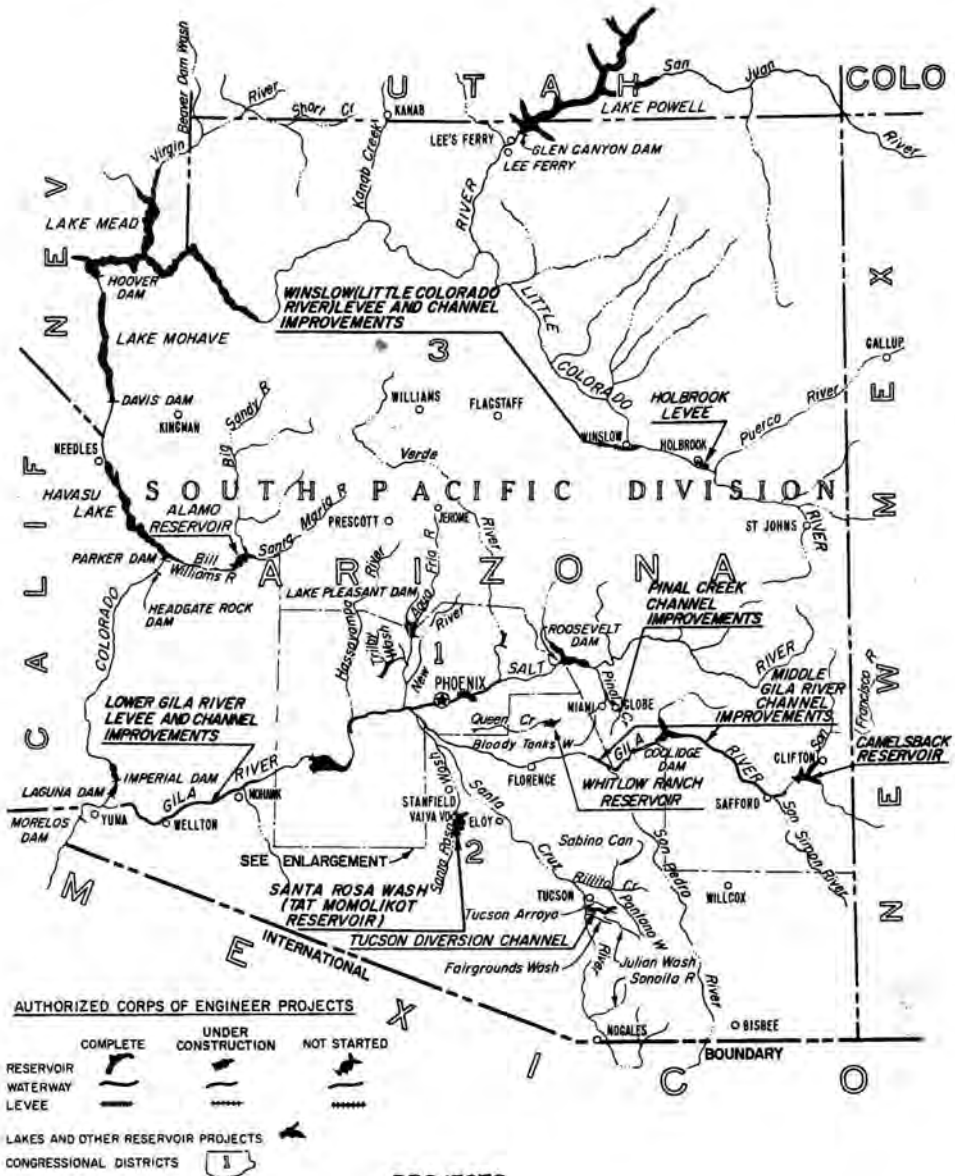 UTAH
COLO
NEV
CALIF
MEXICO
NEW MEX
ARIZONA
SOUTH PACIFIC DIVISION
Beaver Dam Wash
Virgin River
Short Cr
KANAB
Kanab Creek
San Juan River
LAKE POWELL
LEE'S FERRY
GLEN CANYON DAM
LEE FERRY
RIVER
LAKE MEAD
HOOVER DAM
LAKE MOHAVE
WINSLOW (LITTLE COLORADO
RIVER) LEVEE AND CHANNEL
IMPROVEMENTS
LITTLE COLORADO
3
GALLUP
DAVIS DAM
KINGMAN
Big Sandy R
WILLIAMS
FLAGSTAFF
HOLBROOK
LEVEE
Puerco River
WINSLOW
HOLBROOK
NEEDLES
Verde River
HAVASU
LAKE
ALAMO
RESERVOIR
Santa Maria R
PRESCOTT
JEROME
ST JOHNS
RIVER
PARKER DAM
Bill
Williams R
HEADGATE ROCK
DAM
COLORADO
LAKE PLEASANT DAM
Hassayampa River
Agua Fria R
Trilby
Wash
New River
1
PINAL CREEK
CHANNEL
IMPROVEMENTS
ROOSEVELT
DAM
SALT RIVER
PHOENIX
MIAMI
GLOBE
Pinal Cr
MIDDLE
GILA RIVER
CHANNEL
IMPROVEMENTS
San Francisco R
LOWER GILA RIVER
LEVEE AND CHANNEL
IMPROVEMENTS
Queen Cr
Bloody Tanks W
GILA RIVER
COOLIDGE
DAM
CLIFTON
CAMELSBACK
RESERVOIR
FLORENCE
WHITLOW RANCH
RESERVOIR
SAFFORD
San Simon River
IMPERIAL DAM
LAGUNA DAM
GILA RIVER
MOHAWK
YUMA
WELLTON
MORELOS
DAM
Wash
STANFIELD
VAIVA VO
ELOY
Santa Rosa
Santa Cruz River
2
SEE ENLARGEMENT
Sabino Can
Rillito Cr
San Pedro River
SANTA ROSA WASH
(TAT MOMOLIKOT
RESERVOIR)
TUCSON
WILLCOX
Tucson Arroyo
Pantano W
TUCSON DIVERSION CHANNEL
Fairgrounds Wash
Julian Wash
Sonoita R
INTERNATIONAL BOUNDARY
NOGALES
BISBEE
AUTHORIZED CORPS OF ENGINEER PROJECTS
COMPLETE
UNDER
CONSTRUCTION
NOT STARTED
RESERVOIR
WATERWAY
LEVEE
LAKES AND OTHER RESERVOIR PROJECTS
CONGRESSIONAL DISTRICTS
1